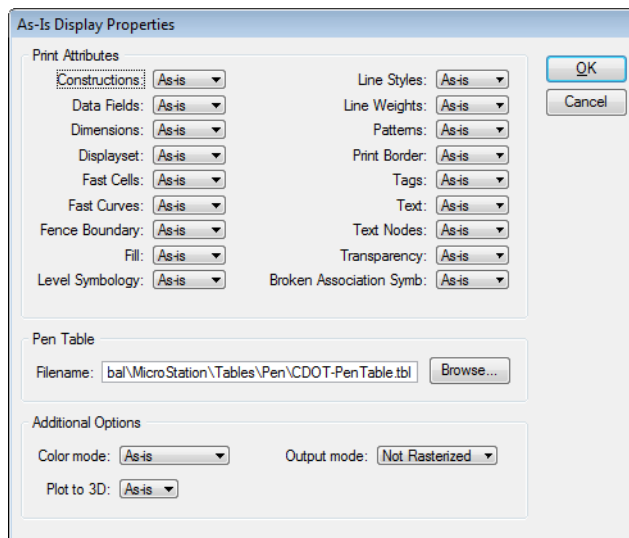 As-Is Display Properties
Print Attributes
Constructions: As-is
Line Styles: As-is
Data Fields: As-is
Line Weights: As-is
Dimensions: As-is
Patterns: As-is
Displayset: As-is
Print Border: As-is
Fast Cells: As-is
Tags: As-is
Fast Curves: As-is
Text: As-is
Fence Boundary: As-is
Text Nodes: As-is
Fill: As-is
Transparency: As-is
Level Symbology: As-is
Broken Association Symb: As-is
OK
Cancel
Pen Table
Filename: bal\MicroStation\Tables\Pen\CDOT-PenTable.tbl Browse...
Additional Options
Color mode: As-is
Output mode: Not Rasterized
Plot to 3D: As-is